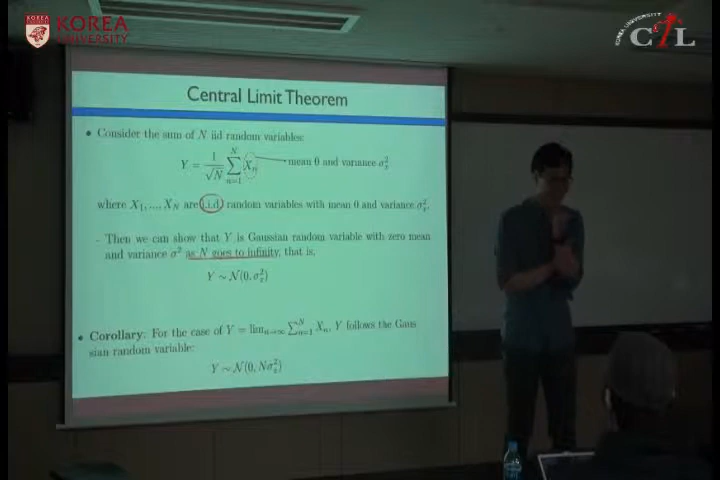 KOREA
UNIVERSITY
KOREA UNIVERSITY
CTL
Central Limit Theorem
• Consider the sum of N iid random variables:
Y = 1/√N ∑_{n=1}^{N} X_n mean 0 and variance σ_x^2
where X_1, ..., X_N are i.i.d random variables with mean 0 and variance σ_x^2.
– Then we can show that Y is Gaussian random variable with zero mean
and variance σ^2 as N goes to infinity, that is,
Y ∼ N(0, σ_x^2)
• Corollary: For the case of Y = lim_{n→∞} ∑_{n=1}^{N} X_n, Y follows the Gaus
sian random variable:
Y ∼ N(0, Nσ_x^2)